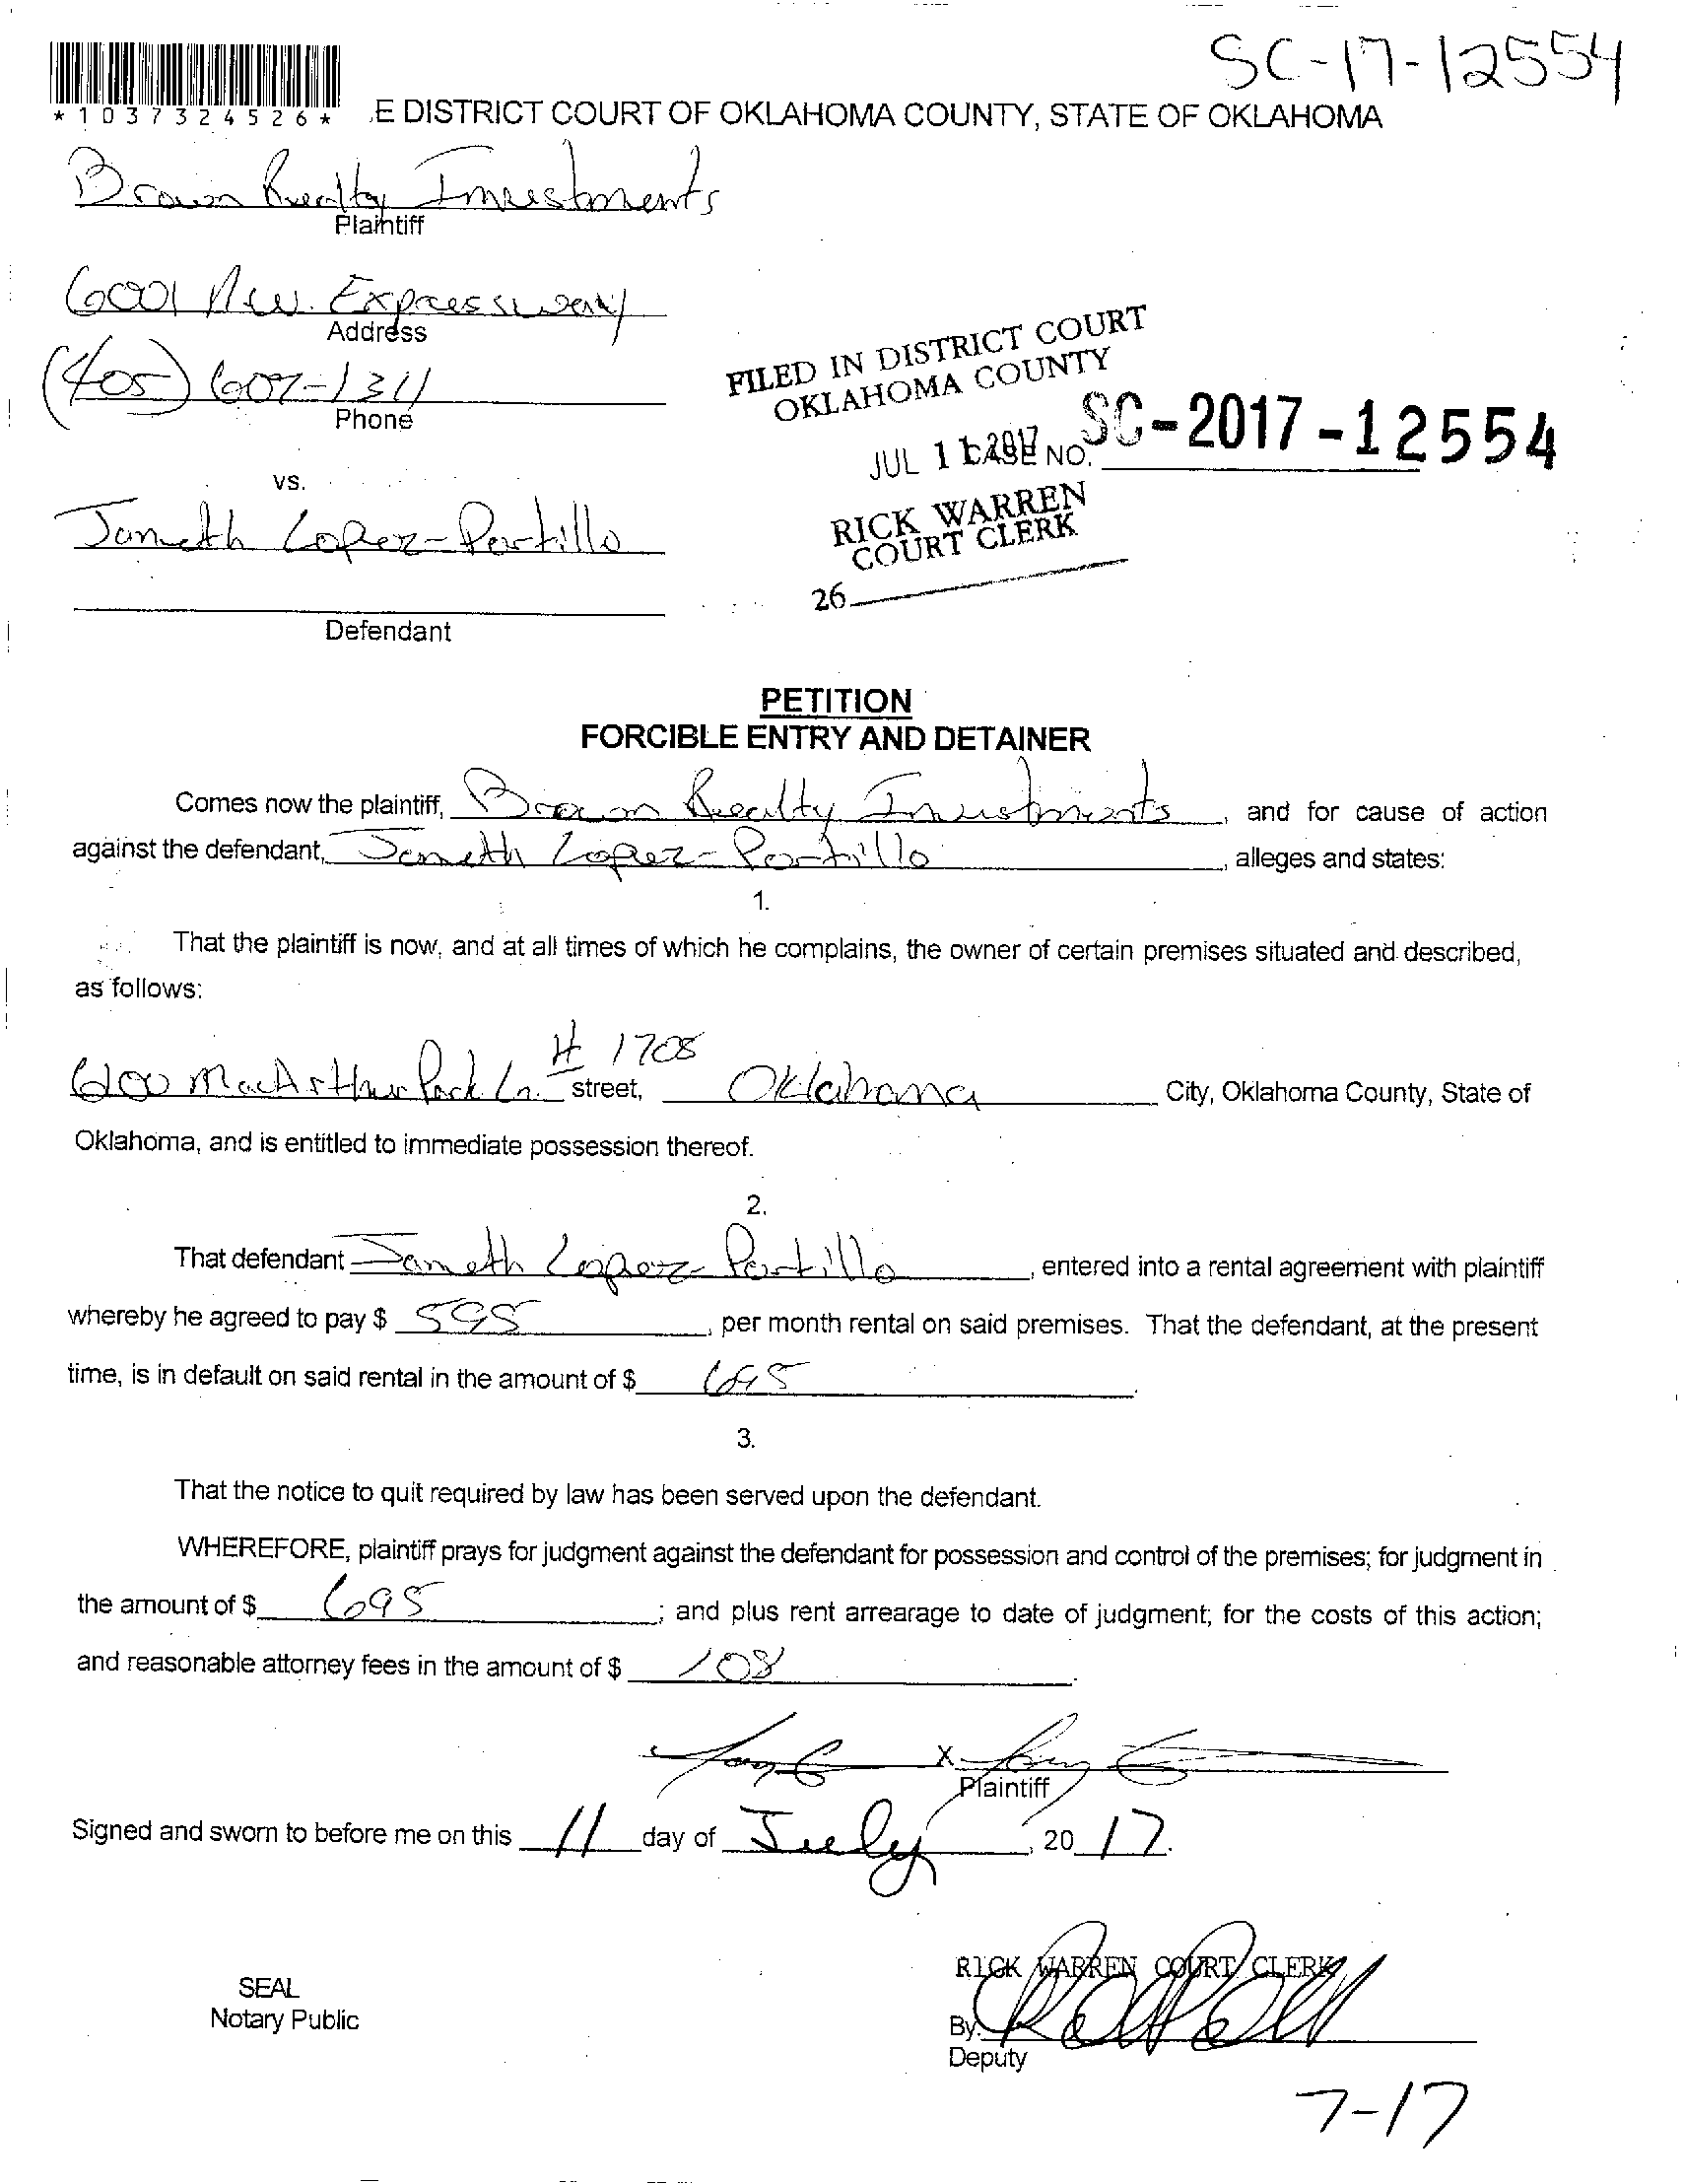 SC-17-12554
*1037324526*
E DISTRICT COURT OF OKLAHOMA COUNTY, STATE OF OKLAHOMA
Brown Realty Investments
Plaintiff
6001 N.W. Expressway
Address
(405) 607-1311
Phone
FILED IN DISTRICT COURT
OKLAHOMA COUNTY
JUL 11 2017 CASE NO. SC-2017-12554
vs.
RICK WARREN
COURT CLERK
Janeth Lopez-Portillo
26
Defendant
PETITION
FORCIBLE ENTRY AND DETAINER
Comes now the plaintiff, Brown Realty Investments, and for cause of action
against the defendant, Janeth Lopez-Portillo, alleges and states:
1.
That the plaintiff is now, and at all times of which he complains, the owner of certain premises situated and described,
as follows:
MacArthur Park Ln. # 1708 street, Oklahoma City, Oklahoma County, State of
Oklahoma, and is entitled to immediate possession thereof.
2.
That defendant Janeth Lopez-Portillo, entered into a rental agreement with plaintiff
whereby he agreed to pay $ 595, per month rental on said premises. That the defendant, at the present
time, is in default on said rental in the amount of $ 695.
3.
That the notice to quit required by law has been served upon the defendant.
WHEREFORE, plaintiff prays for judgment against the defendant for possession and control of the premises; for judgment in
the amount of $ 695; and plus rent arrearage to date of judgment; for the costs of this action;
and reasonable attorney fees in the amount of $ 108.
X
Plaintiff
Signed and sworn to before me on this 11 day of July, 20 17.
RICK WARREN COURT CLERK
SEAL
Notary Public
By:
Deputy
7-17